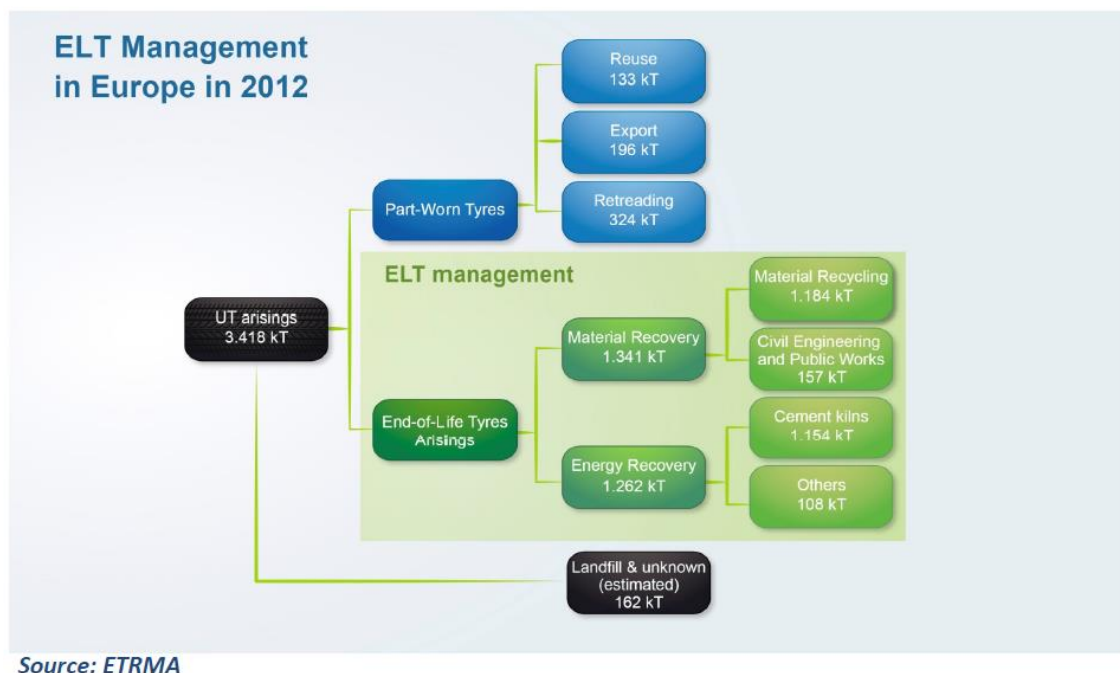 ELT Management
in Europe in 2012
Reuse
133 kT
Export
196 kT
Part-Worn Tyres
Retreading
324 kT
ELT management
UT arisings
3.418 kT
Material Recovery
1.341 kT
Material Recycling
1.184 kT
Civil Engineering
and Public Works
157 kT
End-of-Life Tyres
Arisings
Energy Recovery
1.262 kT
Cement kilns
1.154 kT
Others
108 kT
Landfill & unknown
(estimated)
162 kT
Source: ETRMA